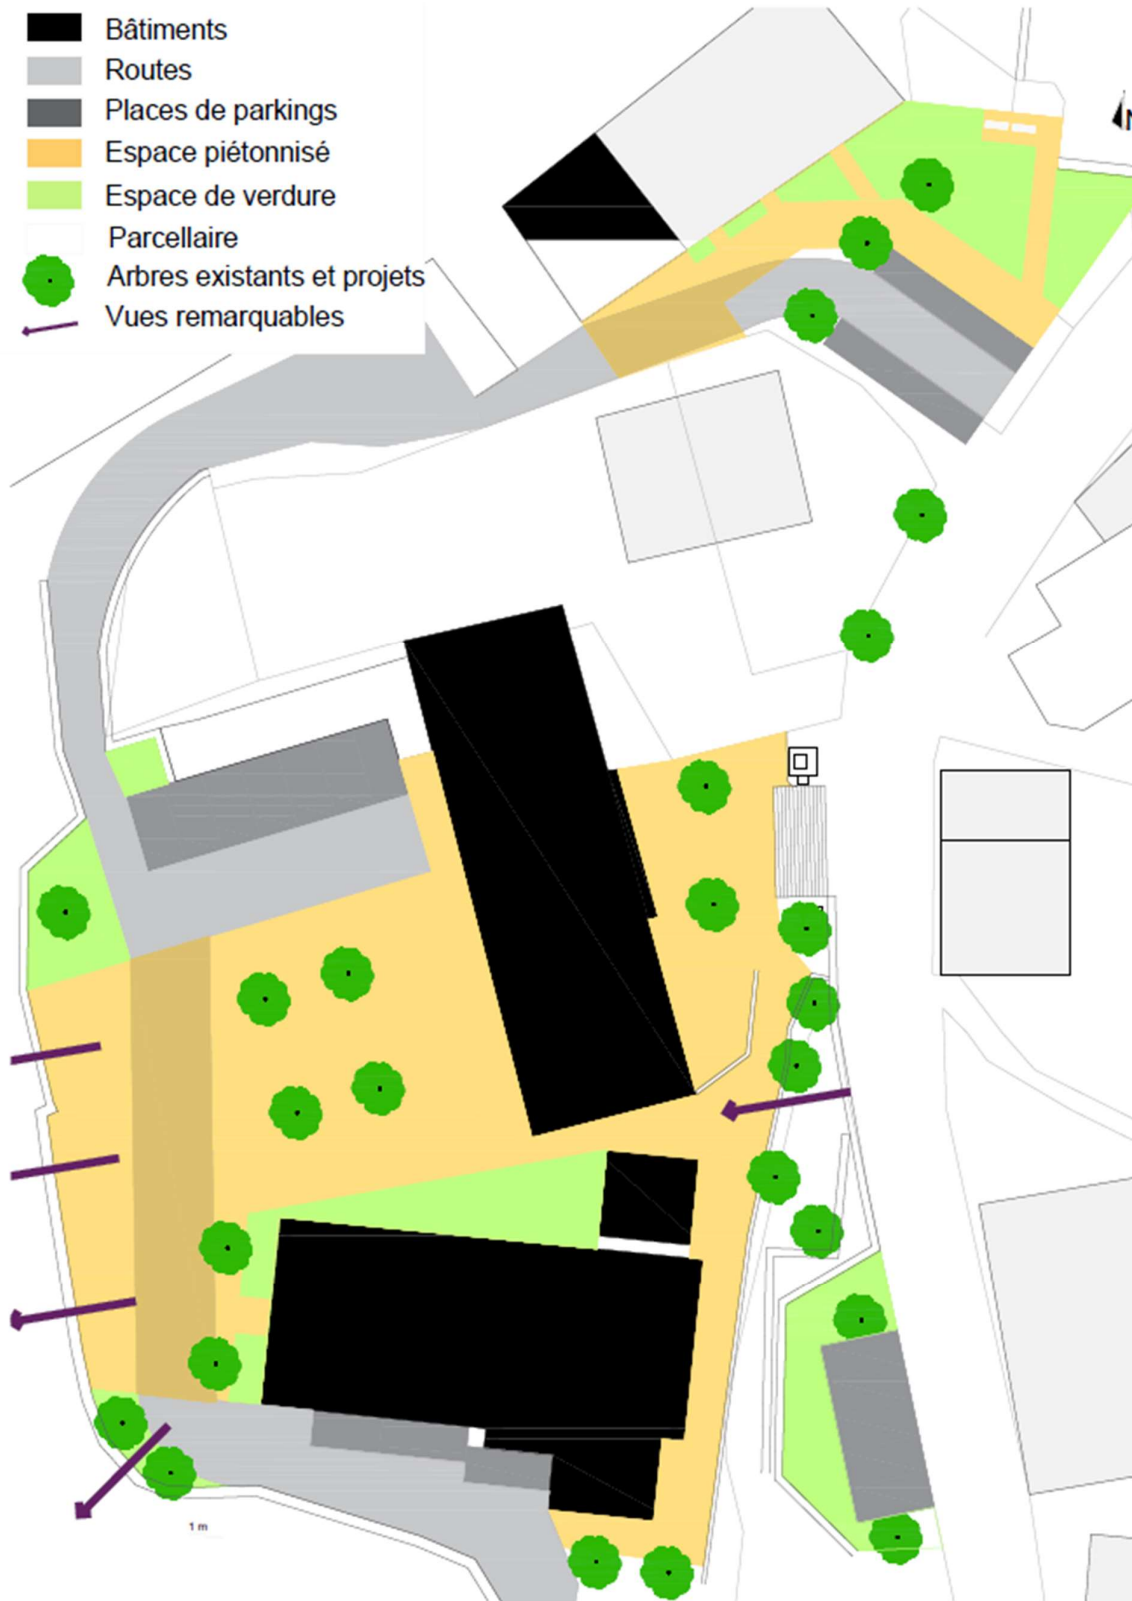 Bâtiments
Routes
Places de parkings
Espace piétonnisé
Espace de verdure
Parcellaire
Arbres existants et projets
Vues remarquables
N
1 m